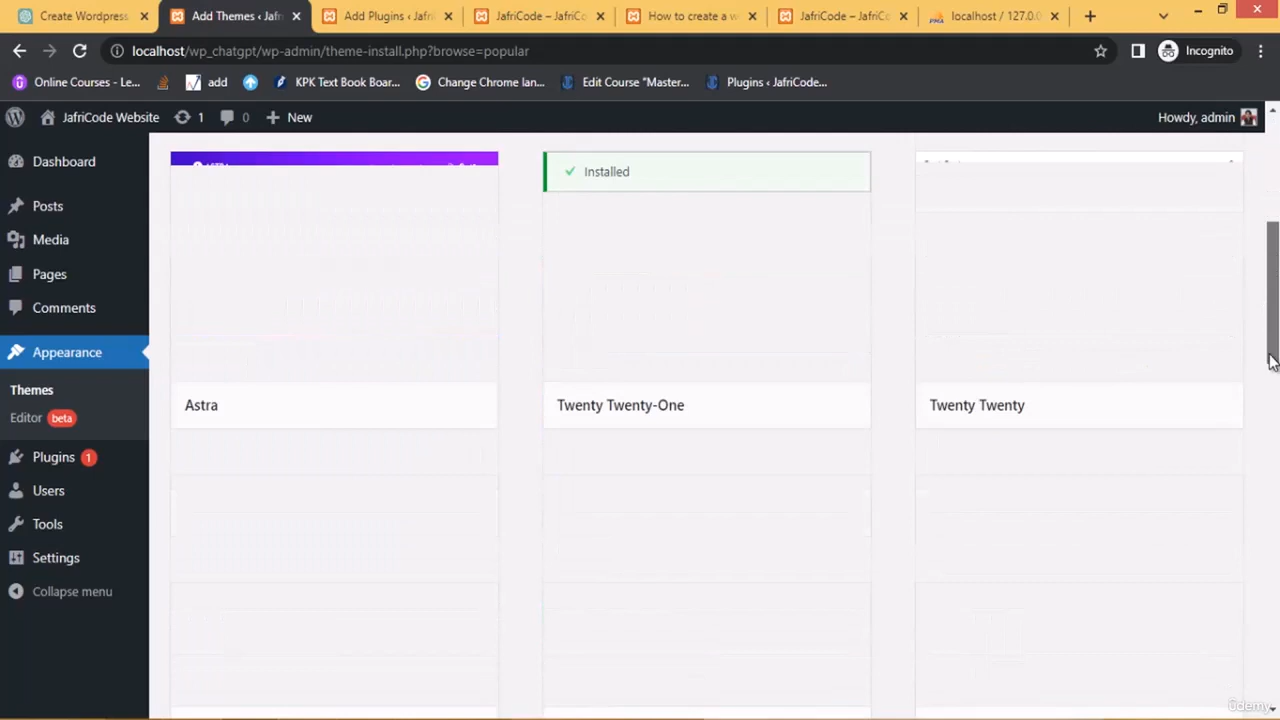 Create Wordpress
Add Themes ‹ Jafr
Add Plugins ‹ Jafri
JafriCode – JafriCo
How to create a w
JafriCode – JafriCo
localhost / 127.0.0
localhost/wp_chatgpt/wp-admin/theme-install.php?browse=popular
Incognito
Online Courses - Le...
add
KPK Text Book Boar...
Change Chrome lan...
Edit Course "Master...
Plugins ‹ JafriCode...
JafriCode Website
1
0
New
Howdy, admin
Dashboard
Posts
Media
Pages
Comments
Appearance
Themes
Editor beta
Plugins 1
Users
Tools
Settings
Collapse menu
Installed
Astra
Twenty Twenty-One
Twenty Twenty
ûdemy